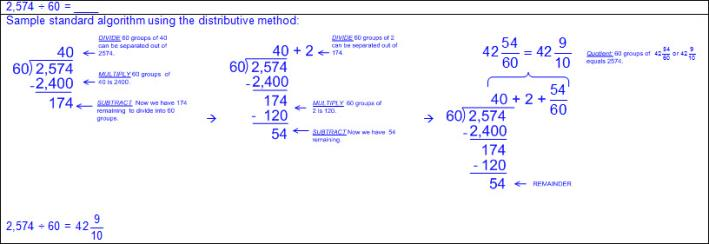 2,574 ÷ 60 = ____
Sample standard algorithm using the distributive method:
40
60)2,574
-2,400
174
DIVIDE 60 groups of 40
can be separated out of
2574.
MULTIPLY 60 groups of
40 is 2400.
SUBTRACT Now we have 174
remaining to divide into 60
groups.
→
40 + 2
60)2,574
-2,400
174
- 120
54
DIVIDE 60 groups of 2
can be separated out of
174.
MULTIPLY 60 groups of
2 is 120.
SUBTRACT Now we have 54
remaining.
→
42 54/60 = 42 9/10
40 + 2 + 54/60
60)2,574
-2,400
174
- 120
54 ← REMAINDER
Quotient: 60 groups of 42 54/60 or 42 9/10
equals 2574.
2,574 ÷ 60 = 42 9/10